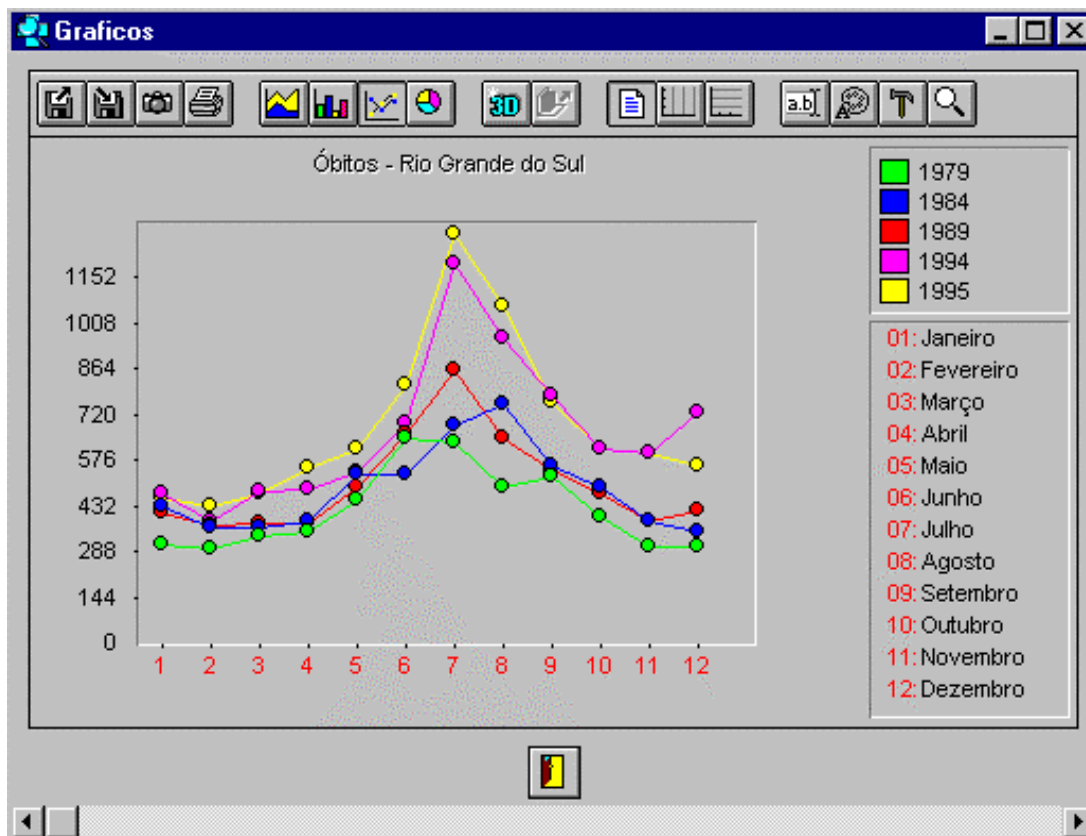 Graficos
3D
a.b
A
Óbitos - Rio Grande do Sul
1979
1984
1989
1994
1995
1152
1008
864
720
576
432
288
144
0
1 2 3 4 5 6 7 8 9 10 11 12
01: Janeiro
02: Fevereiro
03: Março
04: Abril
05: Maio
06: Junho
07: Julho
08: Agosto
09: Setembro
10: Outubro
11: Novembro
12: Dezembro